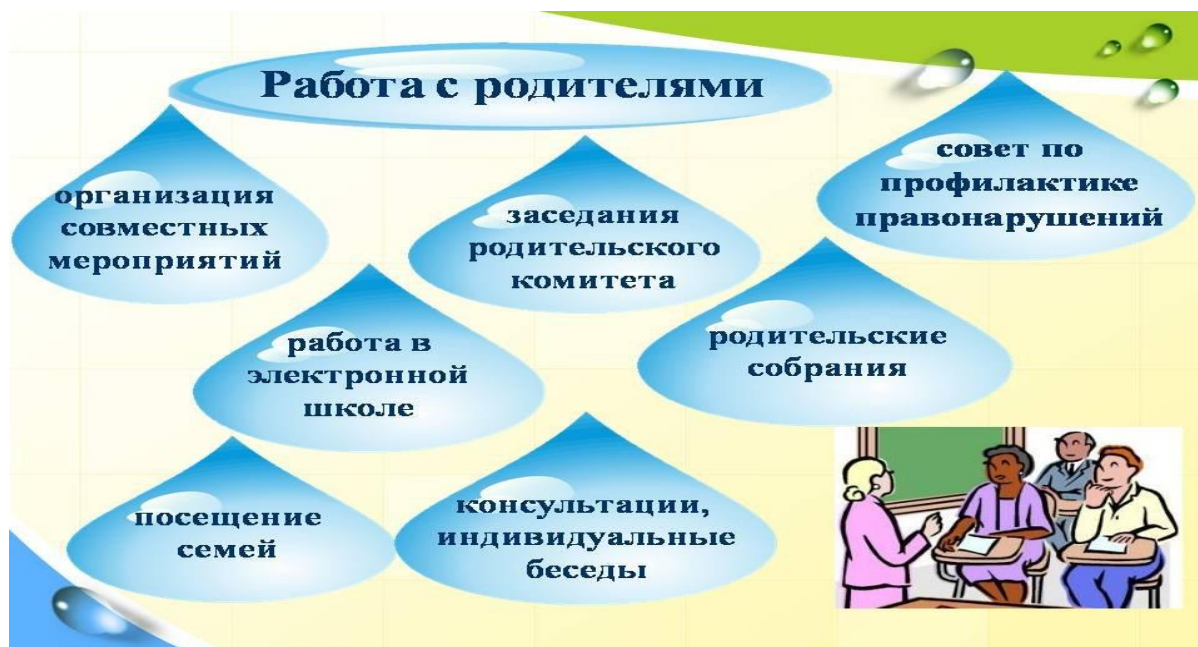 Работа с родителями
организация
совместных
мероприятий
заседания
родительского
комитета
совет по
профилактике
правонарушений
работа в
электронной
школе
родительские
собрания
посещение
семей
консультации,
индивидуальные
беседы